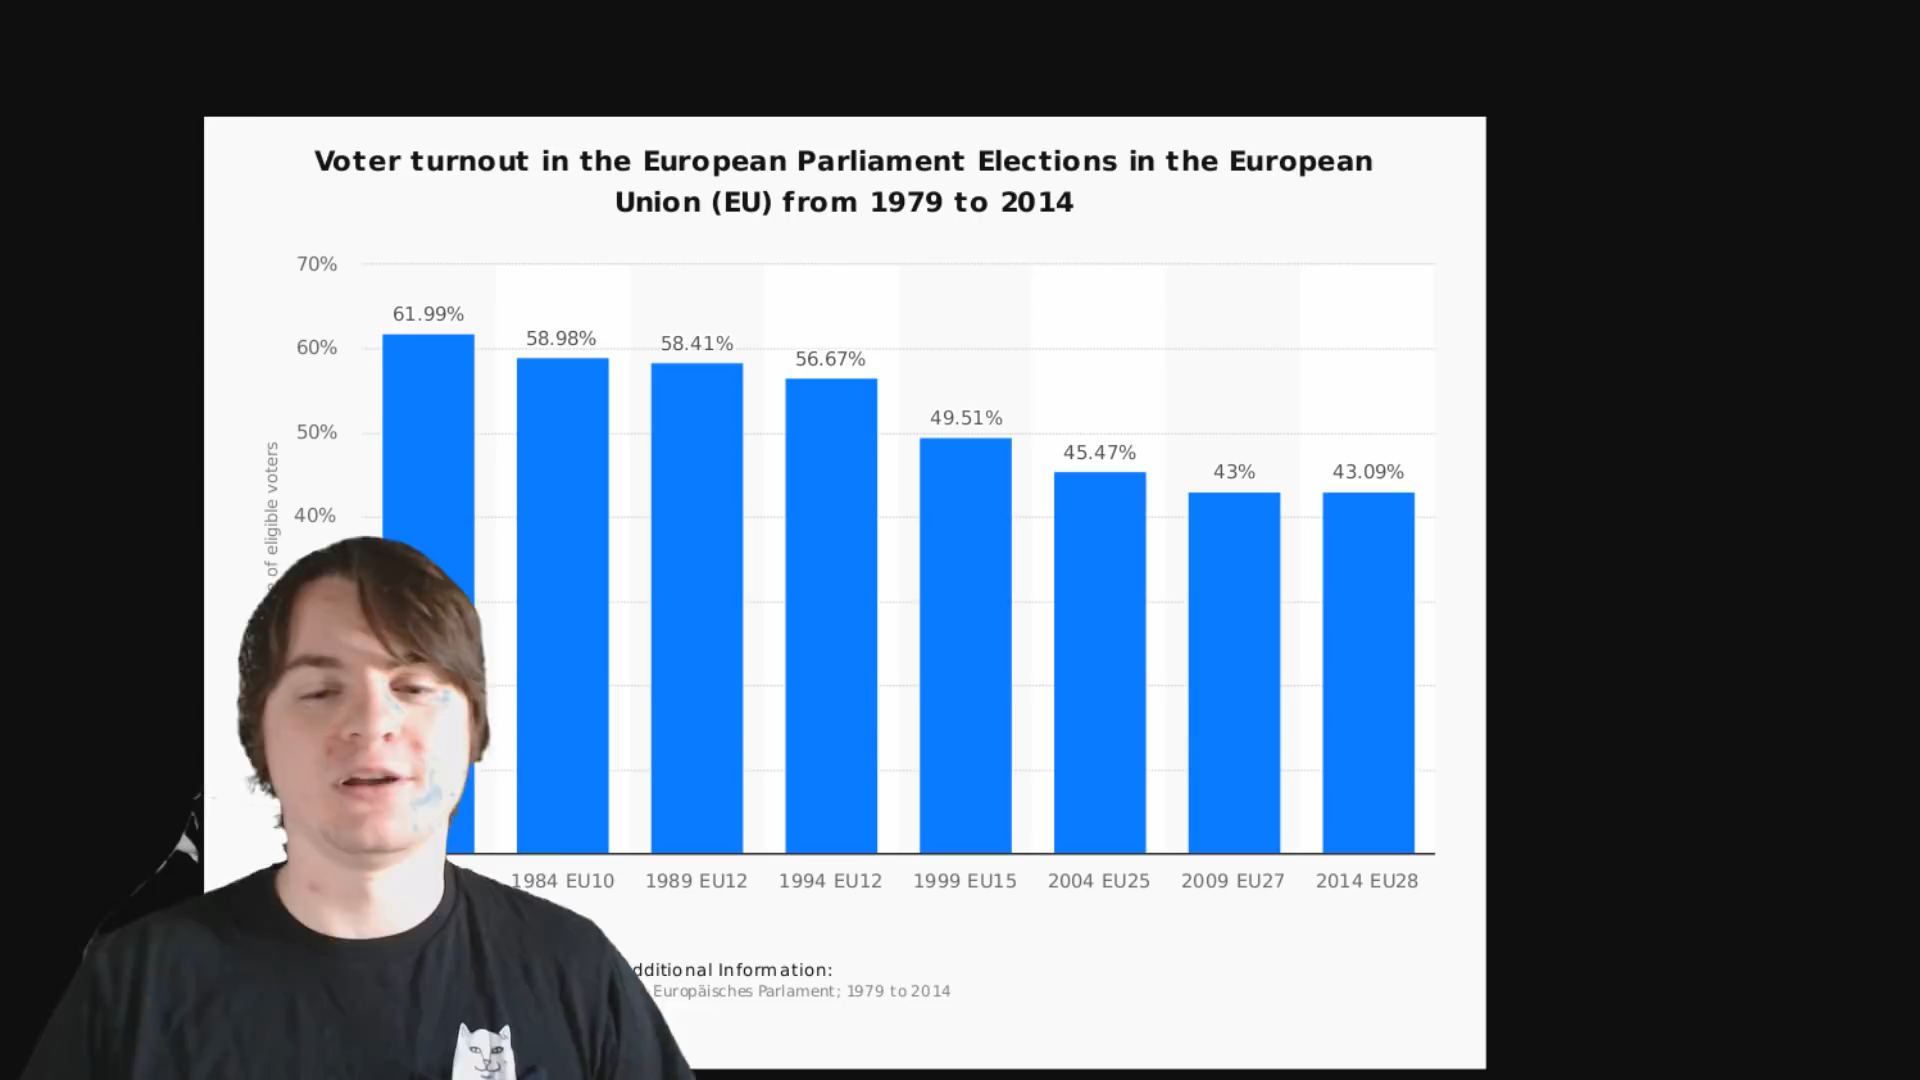 Voter turnout in the European Parliament Elections in the European
Union (EU) from 1979 to 2014
70%
61.99%
58.98%
58.41%
60%
56.67%
49.51%
50%
45.47%
43%
43.09%
of eligible voters
40%
1984 EU10
1989 EU12
1994 EU12
1999 EU15
2004 EU25
2009 EU27
2014 EU28
dditional Information:
Europäisches Parlament; 1979 to 2014